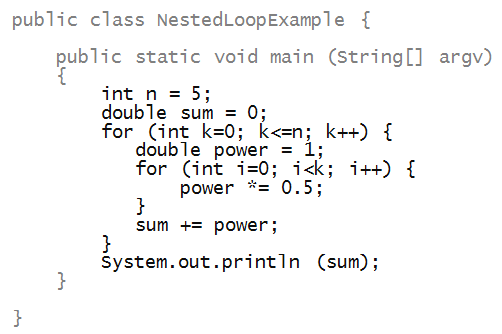 public class NestedLoopExample {
public static void main (String[] argv)
{
int n = 5;
double sum = 0;
for (int k=0; k<=n; k++) {
double power = 1;
for (int i=0; i<k; i++) {
power *= 0.5;
}
sum += power;
}
System.out.println (sum);
}
}